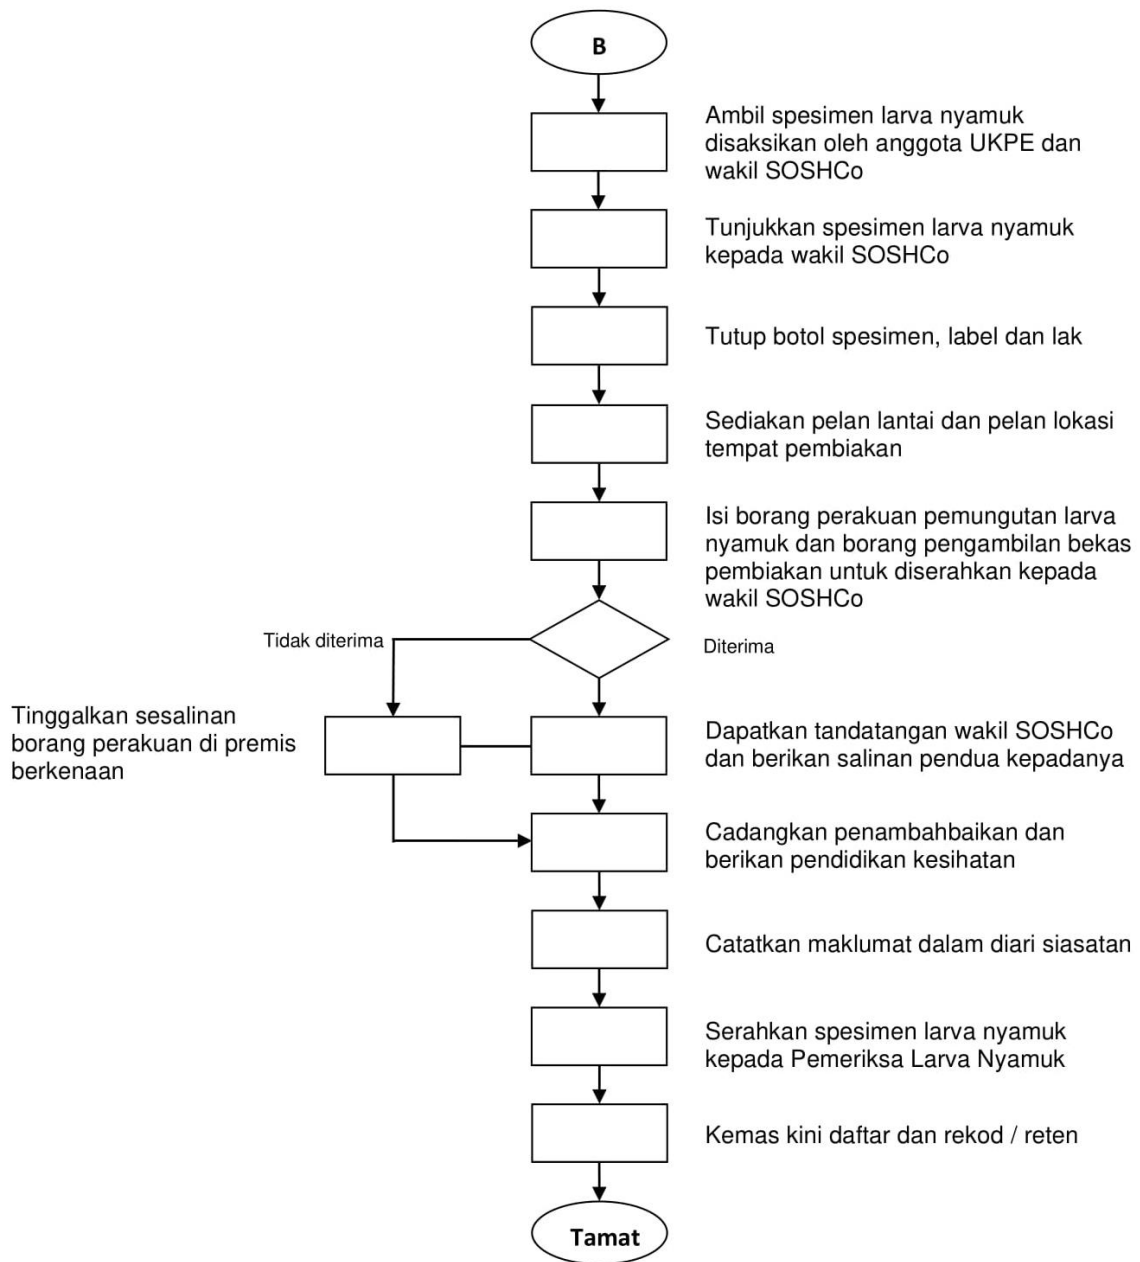 B
Ambil spesimen larva nyamuk
disaksikan oleh anggota UKPE dan
wakil SOSHCo
Tunjukkan spesimen larva nyamuk
kepada wakil SOSHCo
Tutup botol spesimen, label dan lak
Sediakan pelan lantai dan pelan lokasi
tempat pembiakan
Isi borang perakuan pemungutan larva
nyamuk dan borang pengambilan bekas
pembiakan untuk diserahkan kepada
wakil SOSHCo
Tidak diterima
Diterima
Tinggalkan sesalinan
borang perakuan di premis
berkenaan
Dapatkan tandatangan wakil SOSHCo
dan berikan salinan pendua kepadanya
Cadangkan penambahbaikan dan
berikan pendidikan kesihatan
Catatkan maklumat dalam diari siasatan
Serahkan spesimen larva nyamuk
kepada Pemeriksa Larva Nyamuk
Kemas kini daftar dan rekod / reten
Tamat